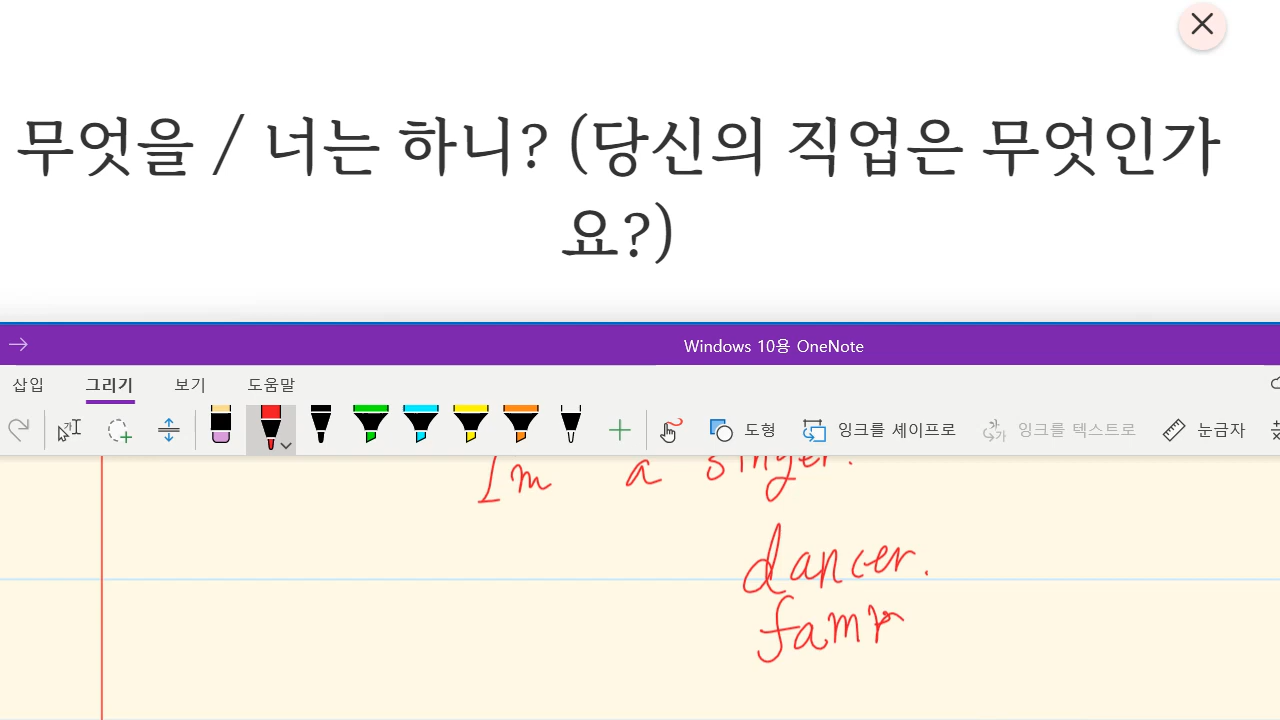 무엇을 / 너는 하니? (당신의 직업은 무엇인가
요?)
Windows 10용 OneNote
삽입 그리기 보기 도움말
도형 잉크를 셰이프로 잉크를 텍스트로 눈금자
Im a singer.
dancer.